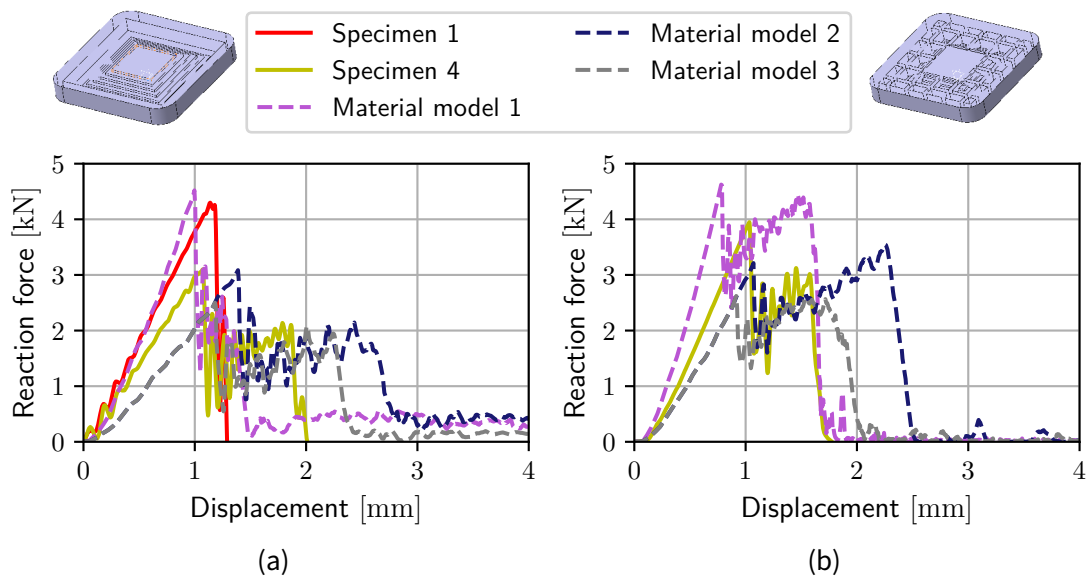 Specimen 1
Specimen 4
Material model 1
Material model 2
Material model 3
Reaction force [kN]
5
4
3
2
1
0
0 1 2 3 4
Displacement [mm]
(a)
Reaction force [kN]
5
4
3
2
1
0
0 1 2 3 4
Displacement [mm]
(b)